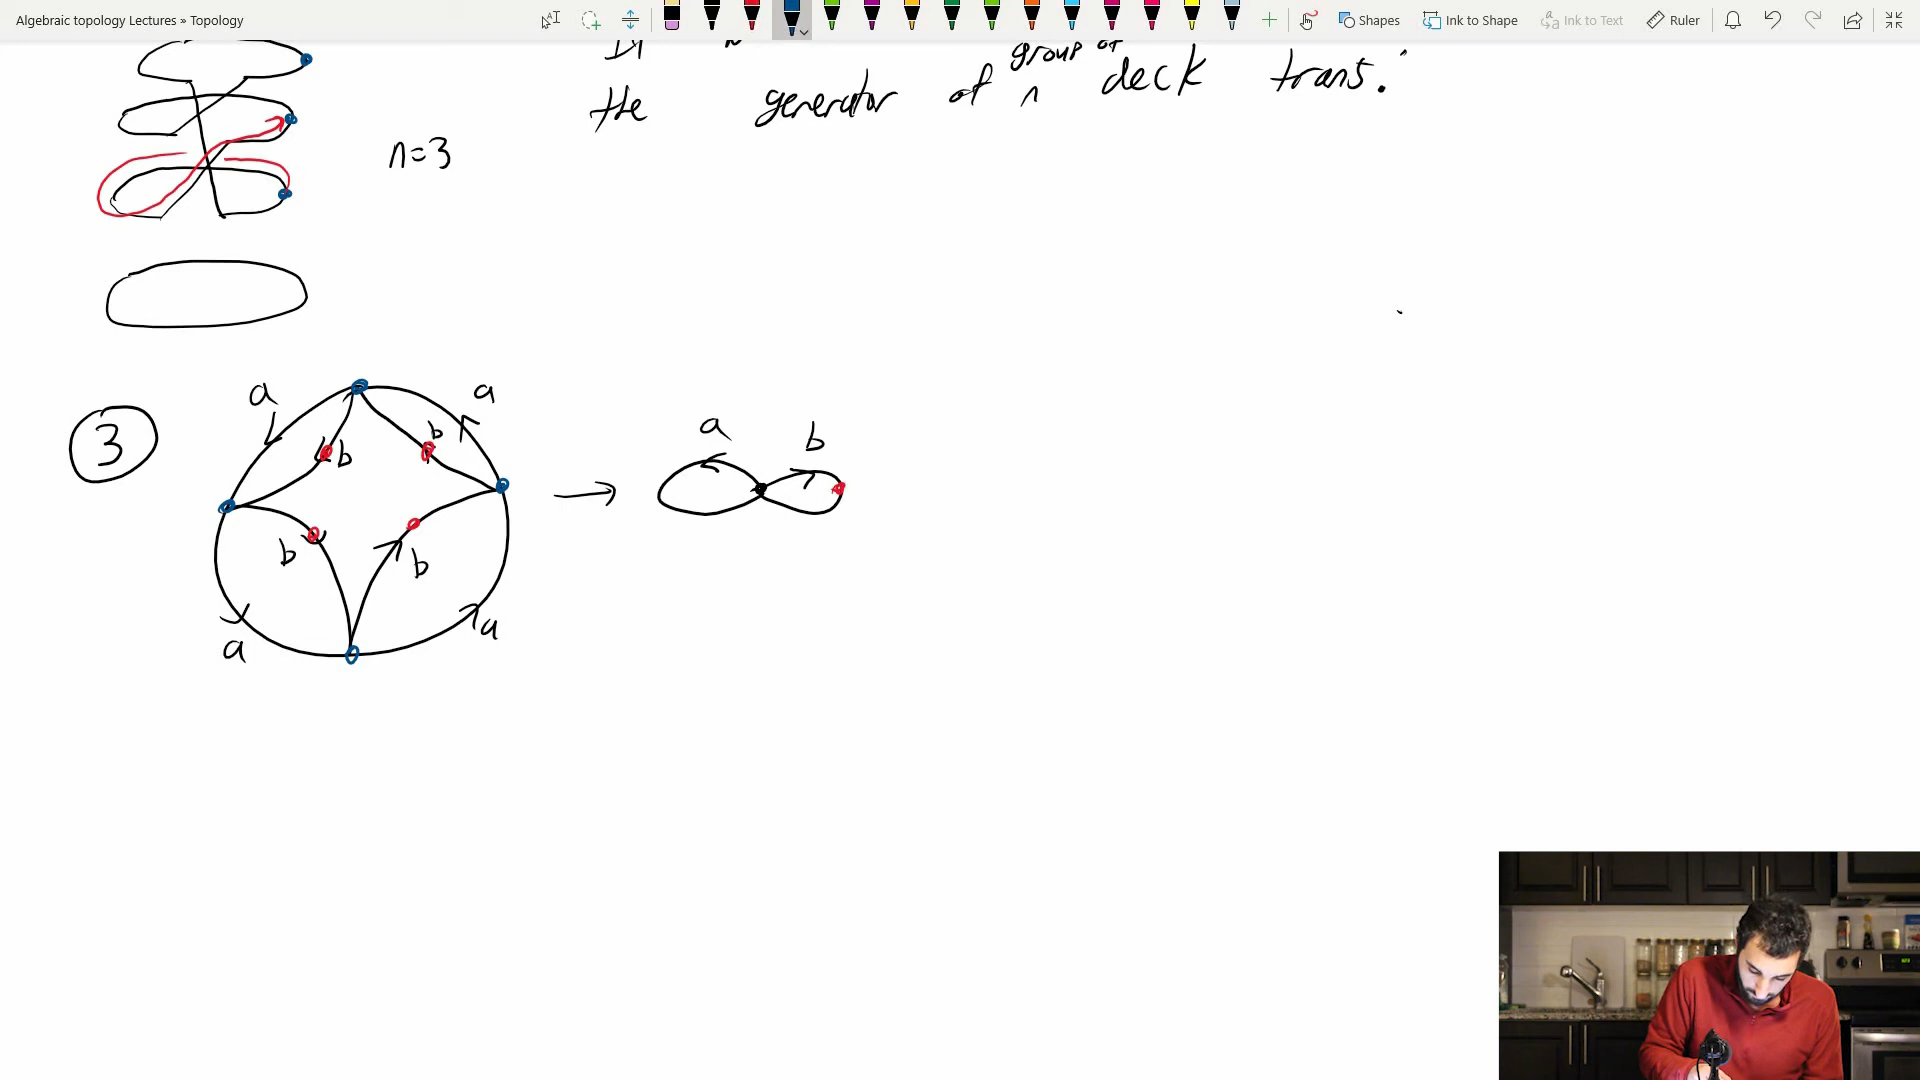 Algebraic topology Lectures » Topology
Shapes
Ink to Shape
Ink to Text
Ruler
group of
the generator of n deck trans.
n=3
3
a
a
b
b
b
b
a
a
a
b